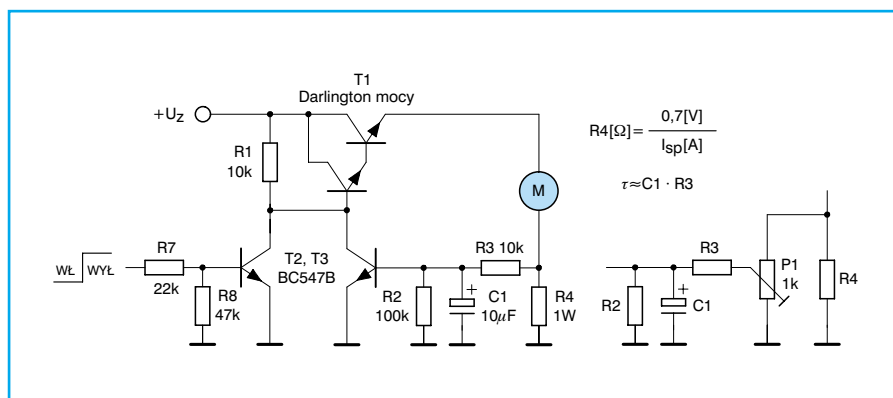 T1
Darlington mocy
+UZ
R1
10k
M
R4[Ω]= 0,7[V]
Isp[A]
τ≈C1 · R3
WŁ
WYŁ
R7
22k
R8
47k
T2, T3
BC547B
R2
100k
C1
10µF
R3 10k
R4
1W
R3
P1
1k
R4
R2
C1
+
+